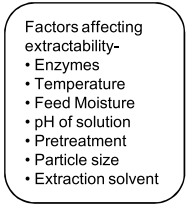 Factors affecting
extractability-
• Enzymes
• Temperature
• Feed Moisture
• pH of solution
• Pretreatment
• Particle size
• Extraction solvent